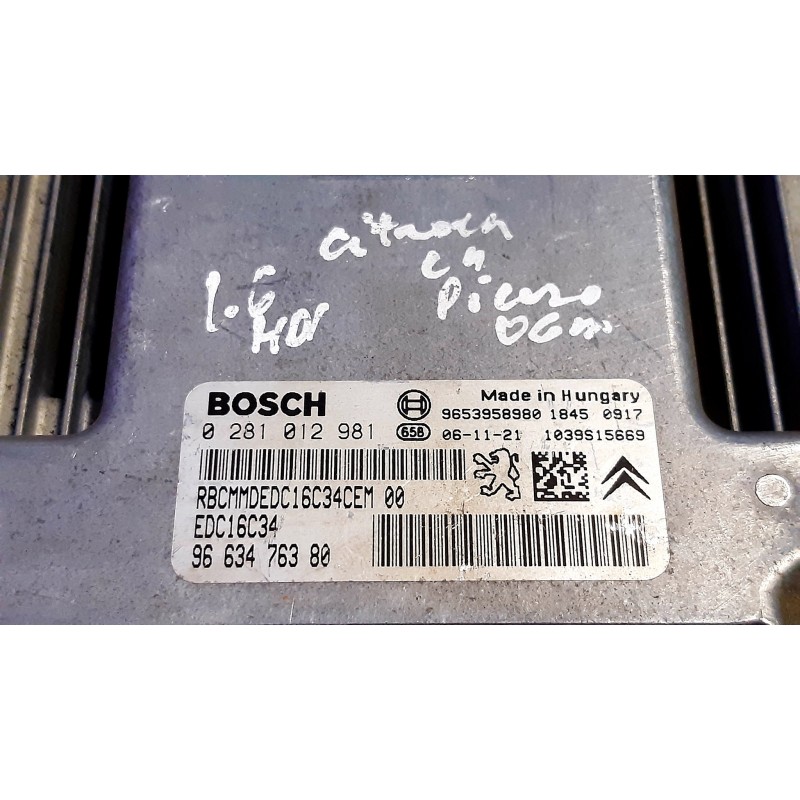 Citroen
C4
Picaso
06m
1.6
HDI
BOSCH
Made in Hungary
9653958980 1845 0917
0 281 012 981
658 06-11-21 1039S15669
RBCMMDEDC16C34CEM 00
EDC16C34
96 634 763 80